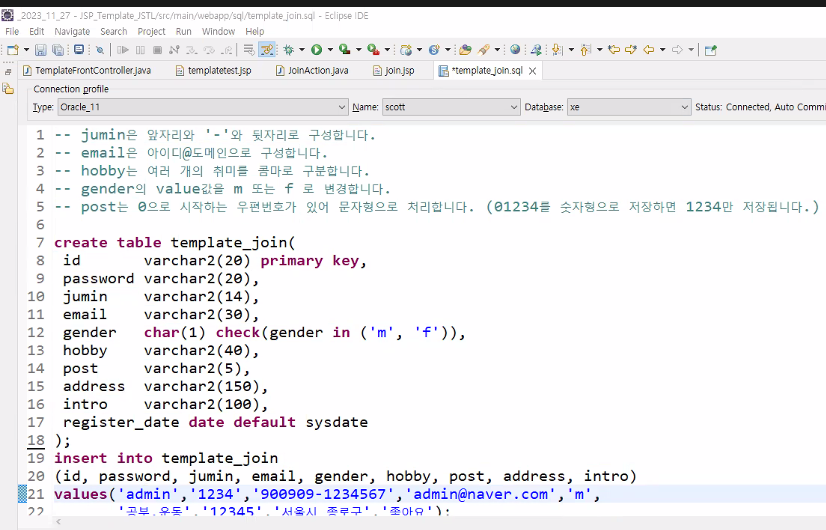 _2023_11_27 - JSP_Template_JSTL/src/main/webapp/sql/template_join.sql - Eclipse IDE
File Edit Navigate Search Project Run Window Help
TemplateFrontController.java templatetest.jsp JoinAction.java join.jsp *template_join.sql
Connection profile
Type: Oracle_11 Name: scott Database: xe Status: Connected, Auto Commi
1 -- jumin은 앞자리와 '-'와 뒷자리로 구성합니다.
2 -- email은 아이디@도메인으로 구성합니다.
3 -- hobby는 여러 개의 취미를 콤마로 구분합니다.
4 -- gender의 value값을 m 또는 f 로 변경합니다.
5 -- post는 0으로 시작하는 우편번호가 있어 문자형으로 처리합니다. (01234를 숫자형으로 저장하면 1234만 저장됩니다.)
6
7 create table template_join(
8 id varchar2(20) primary key,
9 password varchar2(20),
10 jumin varchar2(14),
11 email varchar2(30),
12 gender char(1) check(gender in ('m', 'f')),
13 hobby varchar2(40),
14 post varchar2(5),
15 address varchar2(150),
16 intro varchar2(100),
17 register_date date default sysdate
18 );
19 insert into template_join
20 (id, password, jumin, email, gender, hobby, post, address, intro)
21 values('admin','1234','900909-1234567','admin@naver.com','m',
22 '공부,운동','12345','서울시 종로구','좋아요');